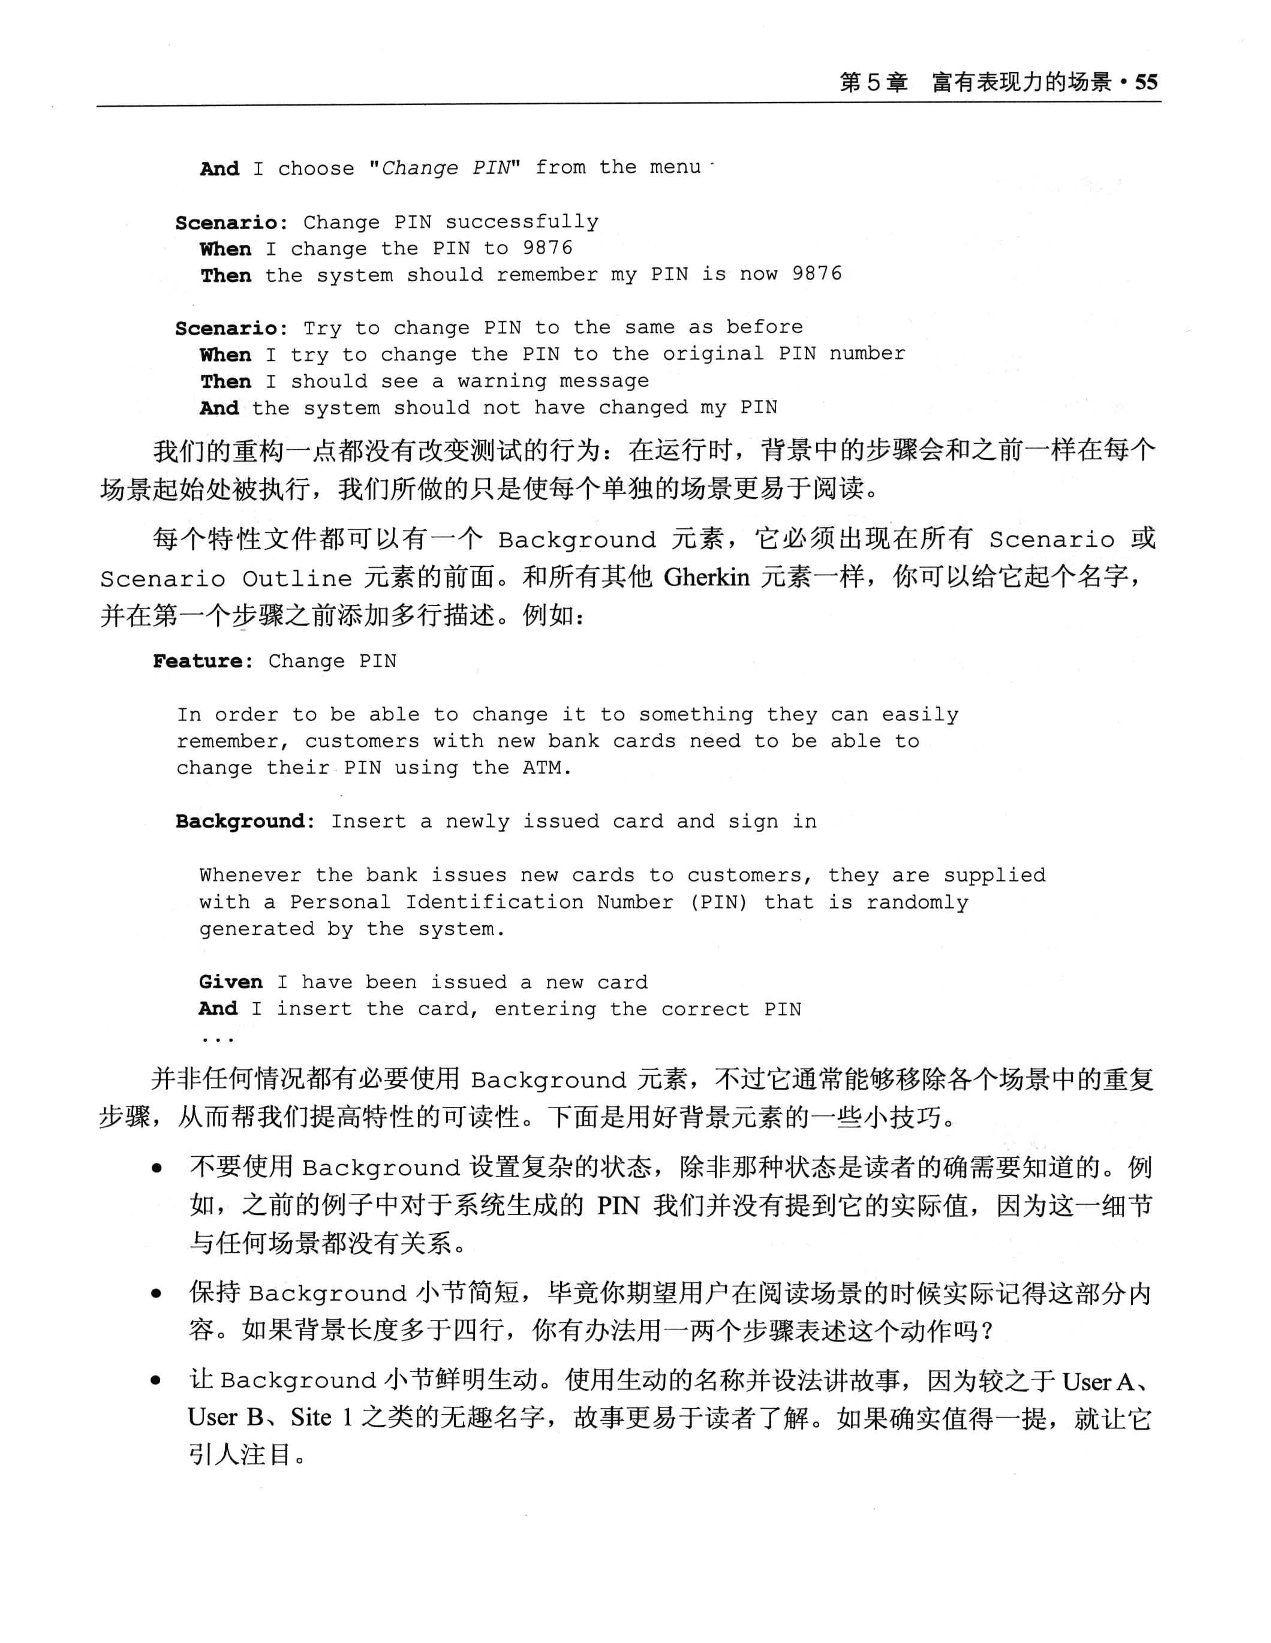 第 5 章　富有表现力的场景 • 55
And I choose "Change PIN" from the menu
Scenario: Change PIN successfully
When I change the PIN to 9876
Then the system should remember my PIN is now 9876
Scenario: Try to change PIN to the same as before
When I try to change the PIN to the original PIN number
Then I should see a warning message
And the system should not have changed my PIN
我们的重构一点都没有改变测试的行为：在运行时，背景中的步骤会和之前一样在每个
场景起始处被执行，我们所做的只是使每个单独的场景更易于阅读。
每个特性文件都可以有一个 Background 元素，它必须出现在所有 Scenario 或
Scenario Outline 元素的前面。和所有其他 Gherkin 元素一样，你可以给它起个名字，
并在第一个步骤之前添加多行描述。例如：
Feature: Change PIN
In order to be able to change it to something they can easily
remember, customers with new bank cards need to be able to
change their PIN using the ATM.
Background: Insert a newly issued card and sign in
Whenever the bank issues new cards to customers, they are supplied
with a Personal Identification Number (PIN) that is randomly
generated by the system.
Given I have been issued a new card
And I insert the card, entering the correct PIN
...
并非任何情况都有必要使用 Background 元素，不过它通常能够移除各个场景中的重复
步骤，从而帮我们提高特性的可读性。下面是用好背景元素的一些小技巧。
• 不要使用 Background 设置复杂的状态，除非那种状态是读者的确需要知道的。例
如，之前的例子中对于系统生成的 PIN 我们并没有提到它的实际值，因为这一细节
与任何场景都没有关系。
• 保持 Background 小节简短，毕竟你期望用户在阅读场景的时候实际记得这部分内
容。如果背景长度多于四行，你有办法用一两个步骤表述这个动作吗？
• 让 Background 小节鲜明生动。使用生动的名称并设法讲故事，因为较之于 User A、
User B、Site 1 之类的无趣名字，故事更易于读者了解。如果确实值得一提，就让它
引人注目。